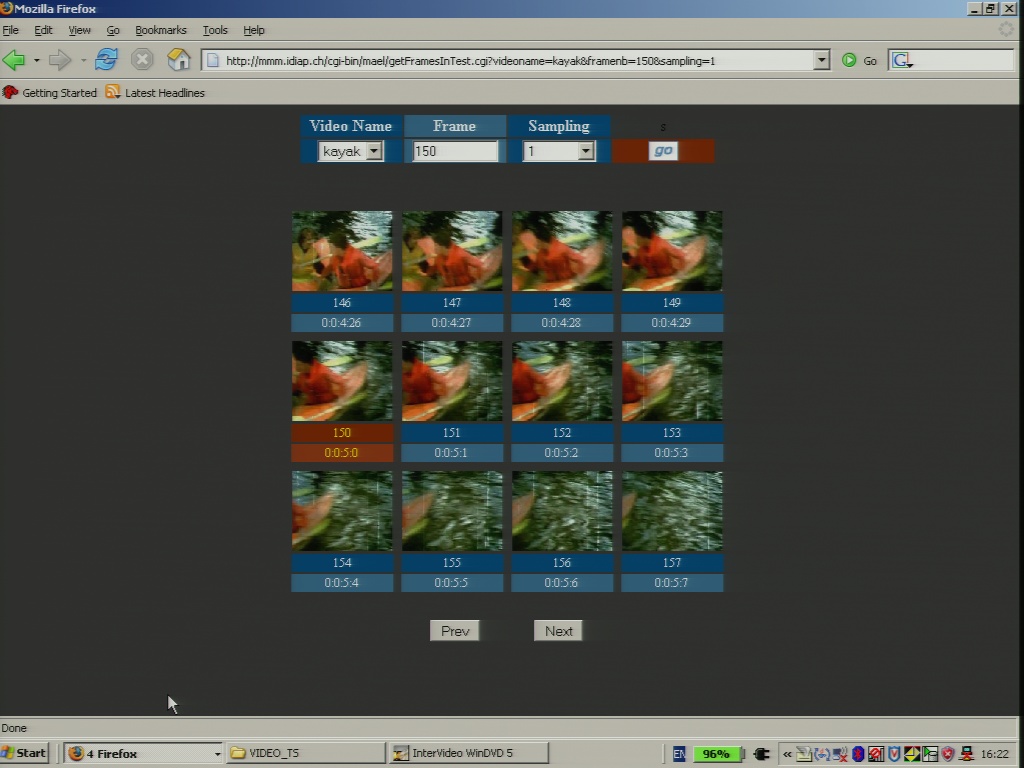 Mozilla Firefox
File Edit View Go Bookmarks Tools Help
http://mmm.idiap.ch/cgi-bin/mael/getFramesInTest.cgi?videoname=kayak&framenb=150&sampling=1 Go G
Getting Started Latest Headlines
Video Name Frame Sampling s
kayak 150 1 go
146 147 148 149
0:0:4:26 0:0:4:27 0:0:4:28 0:0:4:29
150 151 152 153
0:0:5:0 0:0:5:1 0:0:5:2 0:0:5:3
154 155 156 157
0:0:5:4 0:0:5:5 0:0:5:6 0:0:5:7
Prev Next
Done
Start 4 Firefox VIDEO_TS InterVideo WinDVD 5 EN 96% « 16:22